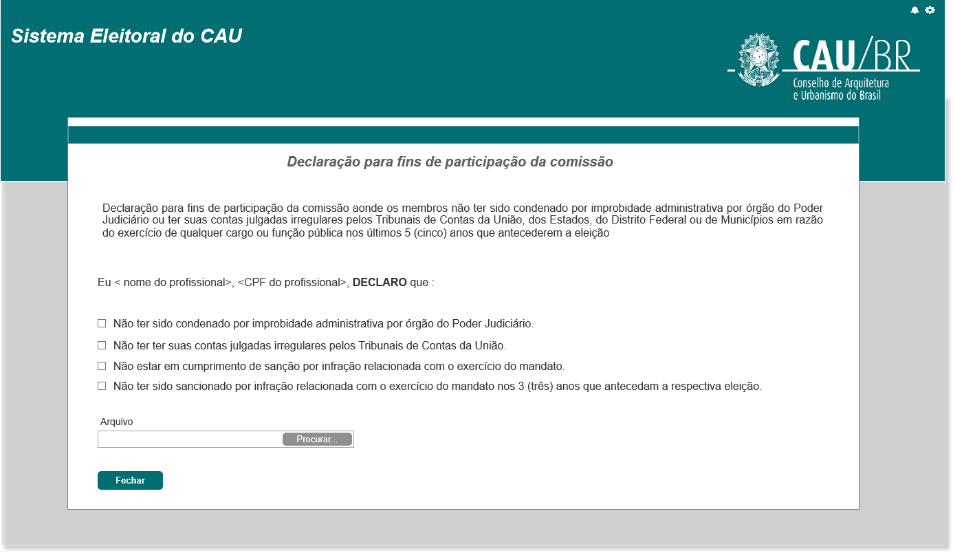 Sistema Eleitoral do CAU
CAU/BR
Conselho de Arquitetura
e Urbanismo do Brasil
Declaração para fins de participação da comissão
Declaração para fins de participação da comissão aonde os membros não ter sido condenado por improbidade administrativa por órgão do Poder
Judiciário ou ter suas contas julgadas irregulares pelos Tribunais de Contas da União, dos Estados, do Distrito Federal ou de Municípios em razão
do exercício de qualquer cargo ou função pública nos últimos 5 (cinco) anos que antecederem a eleição
Eu < nome do profissional>, <CPF do profissional>, DECLARO que :
Não ter sido condenado por improbidade administrativa por órgão do Poder Judiciário.
Não ter ter suas contas julgadas irregulares pelos Tribunais de Contas da União.
Não estar em cumprimento de sanção por infração relacionada com o exercício do mandato.
Não ter sido sancionado por infração relacionada com o exercício do mandato nos 3 (três) anos que antecedam a respectiva eleição.
Arquivo
Procurar...
Fechar